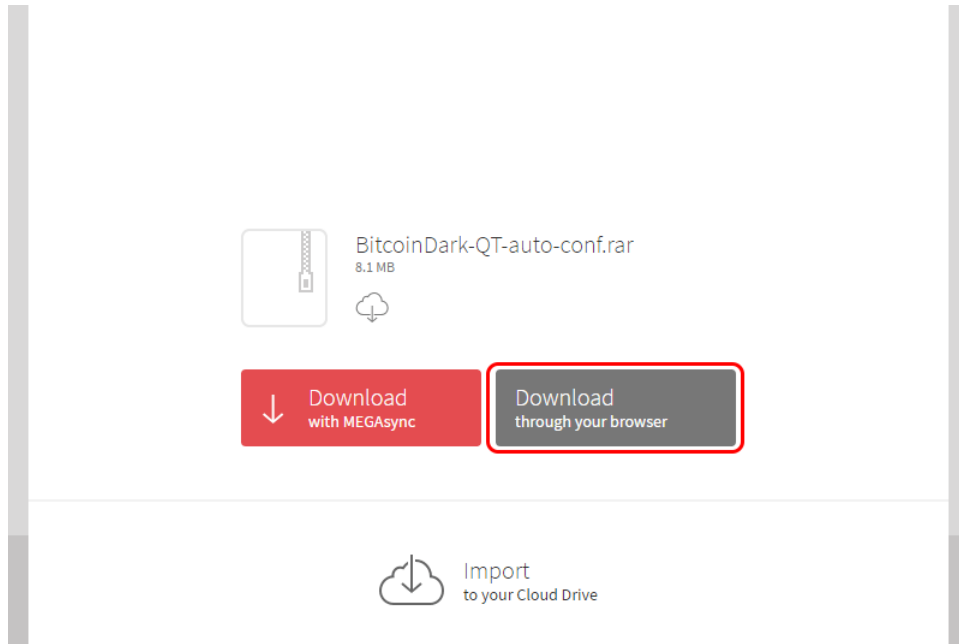 BitcoinDark-QT-auto-conf.rar
8.1 MB
Download
with MEGAsync
Download
through your browser
Import
to your Cloud Drive